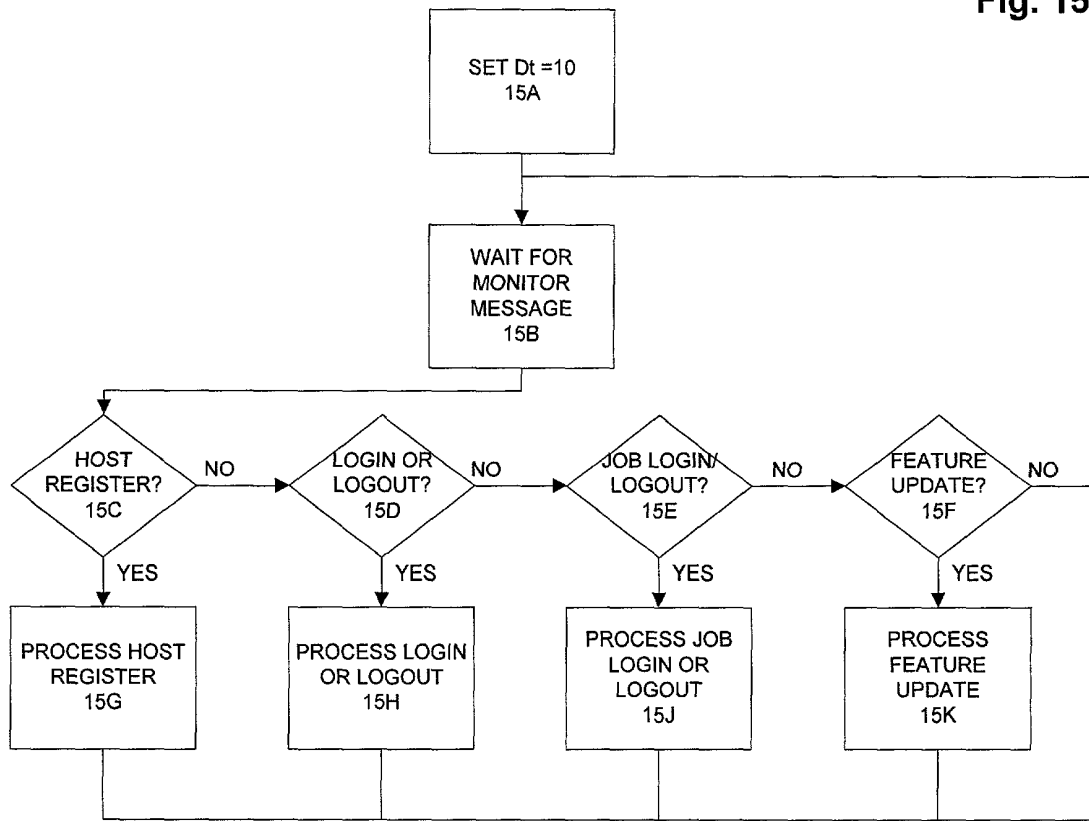 Fig. 15
SET Dt =10
15A
WAIT FOR
MONITOR
MESSAGE
15B
HOST
REGISTER?
15C
NO
LOGIN OR
LOGOUT?
15D
NO
JOB LOGIN/
LOGOUT?
15E
NO
FEATURE
UPDATE?
15F
NO
YES
YES
YES
YES
PROCESS HOST
REGISTER
15G
PROCESS LOGIN
OR LOGOUT
15H
PROCESS JOB
LOGIN OR
LOGOUT
15J
PROCESS
FEATURE
UPDATE
15K